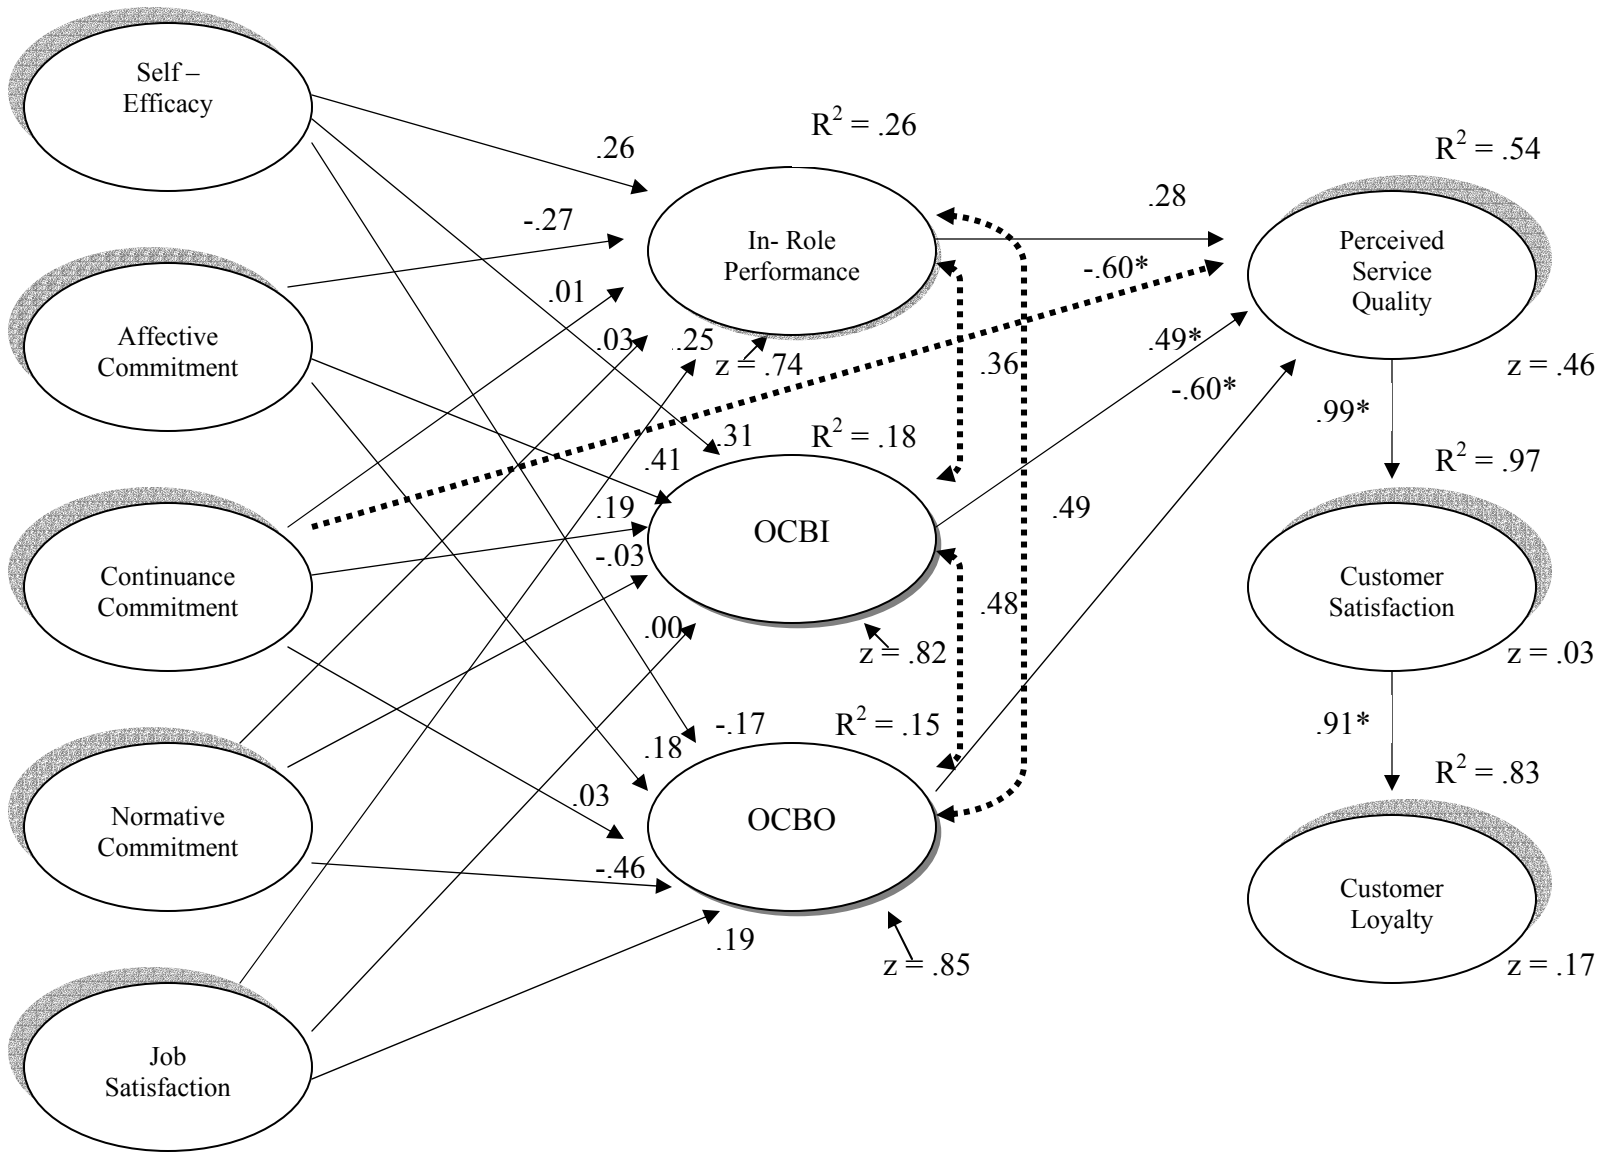 Self –
Efficacy
R² = .26
R² = .54
.26
.28
-.27
In- Role
Performance
Perceived
Service
Quality
-.60*
.01
Affective
Commitment
.03
.25
z = .74
.36
.49*
-.60*
z = .46
.99*
.31
R² = .18
.41
R² = .97
.19
.49
OCBI
-.03
Continuance
Commitment
Customer
Satisfaction
.48
.00
z = .82
z = .03
-.17
R² = .15
.91*
.18
R² = .83
.03
Normative
Commitment
OCBO
-.46
Customer
Loyalty
.19
z = .85
z = .17
Job
Satisfaction